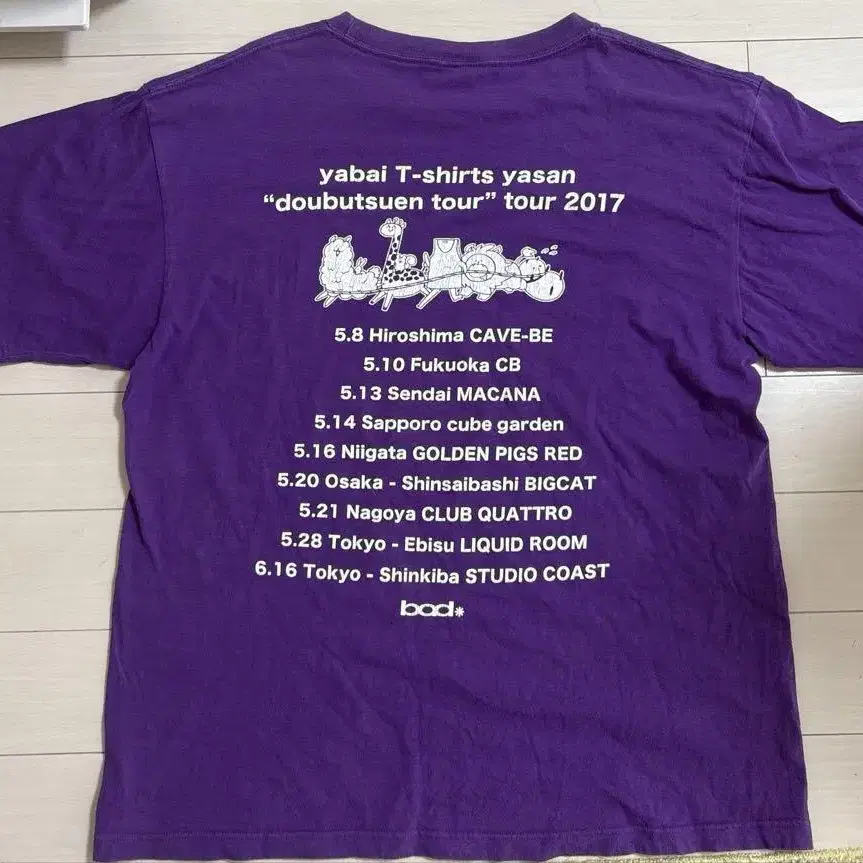 yabai T-shirts yasan
“doubutsuen tour” tour 2017
5.8 Hiroshima CAVE-BE
5.10 Fukuoka CB
5.13 Sendai MACANA
5.14 Sapporo cube garden
5.16 Niigata GOLDEN PIGS RED
5.20 Osaka - Shinsaibashi BIGCAT
5.21 Nagoya CLUB QUATTRO
5.28 Tokyo - Ebisu LIQUID ROOM
6.16 Tokyo - Shinkiba STUDIO COAST
bad*